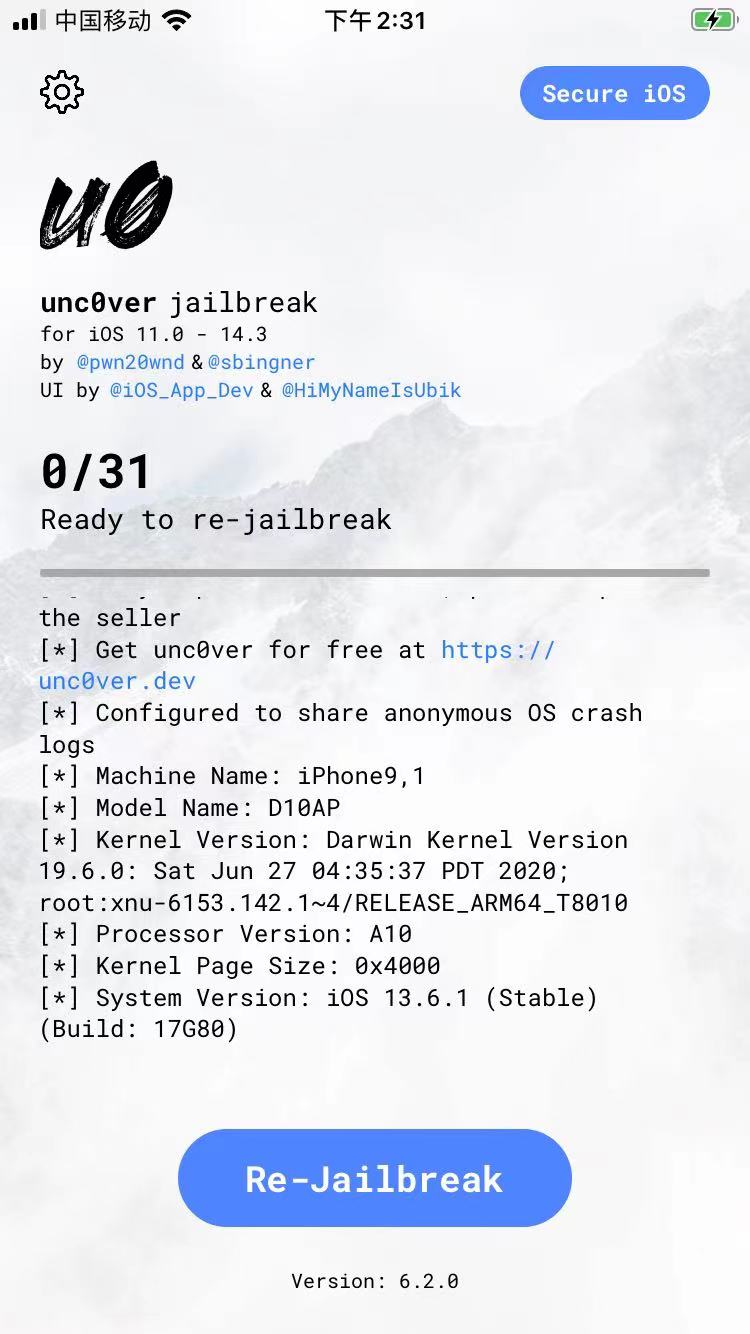 中国移动 下午2:31
Secure iOS
u0
unc0ver jailbreak
for iOS 11.0 - 14.3
by @pwn20wnd & @sbingner
UI by @iOS_App_Dev & @HiMyNameIsUbik
0/31
Ready to re-jailbreak
the seller
[*] Get unc0ver for free at https://
unc0ver.dev
[*] Configured to share anonymous OS crash
logs
[*] Machine Name: iPhone9,1
[*] Model Name: D10AP
[*] Kernel Version: Darwin Kernel Version
19.6.0: Sat Jun 27 04:35:37 PDT 2020;
root:xnu-6153.142.1~4/RELEASE_ARM64_T8010
[*] Processor Version: A10
[*] Kernel Page Size: 0x4000
[*] System Version: iOS 13.6.1 (Stable)
(Build: 17G80)
Re-Jailbreak
Version: 6.2.0